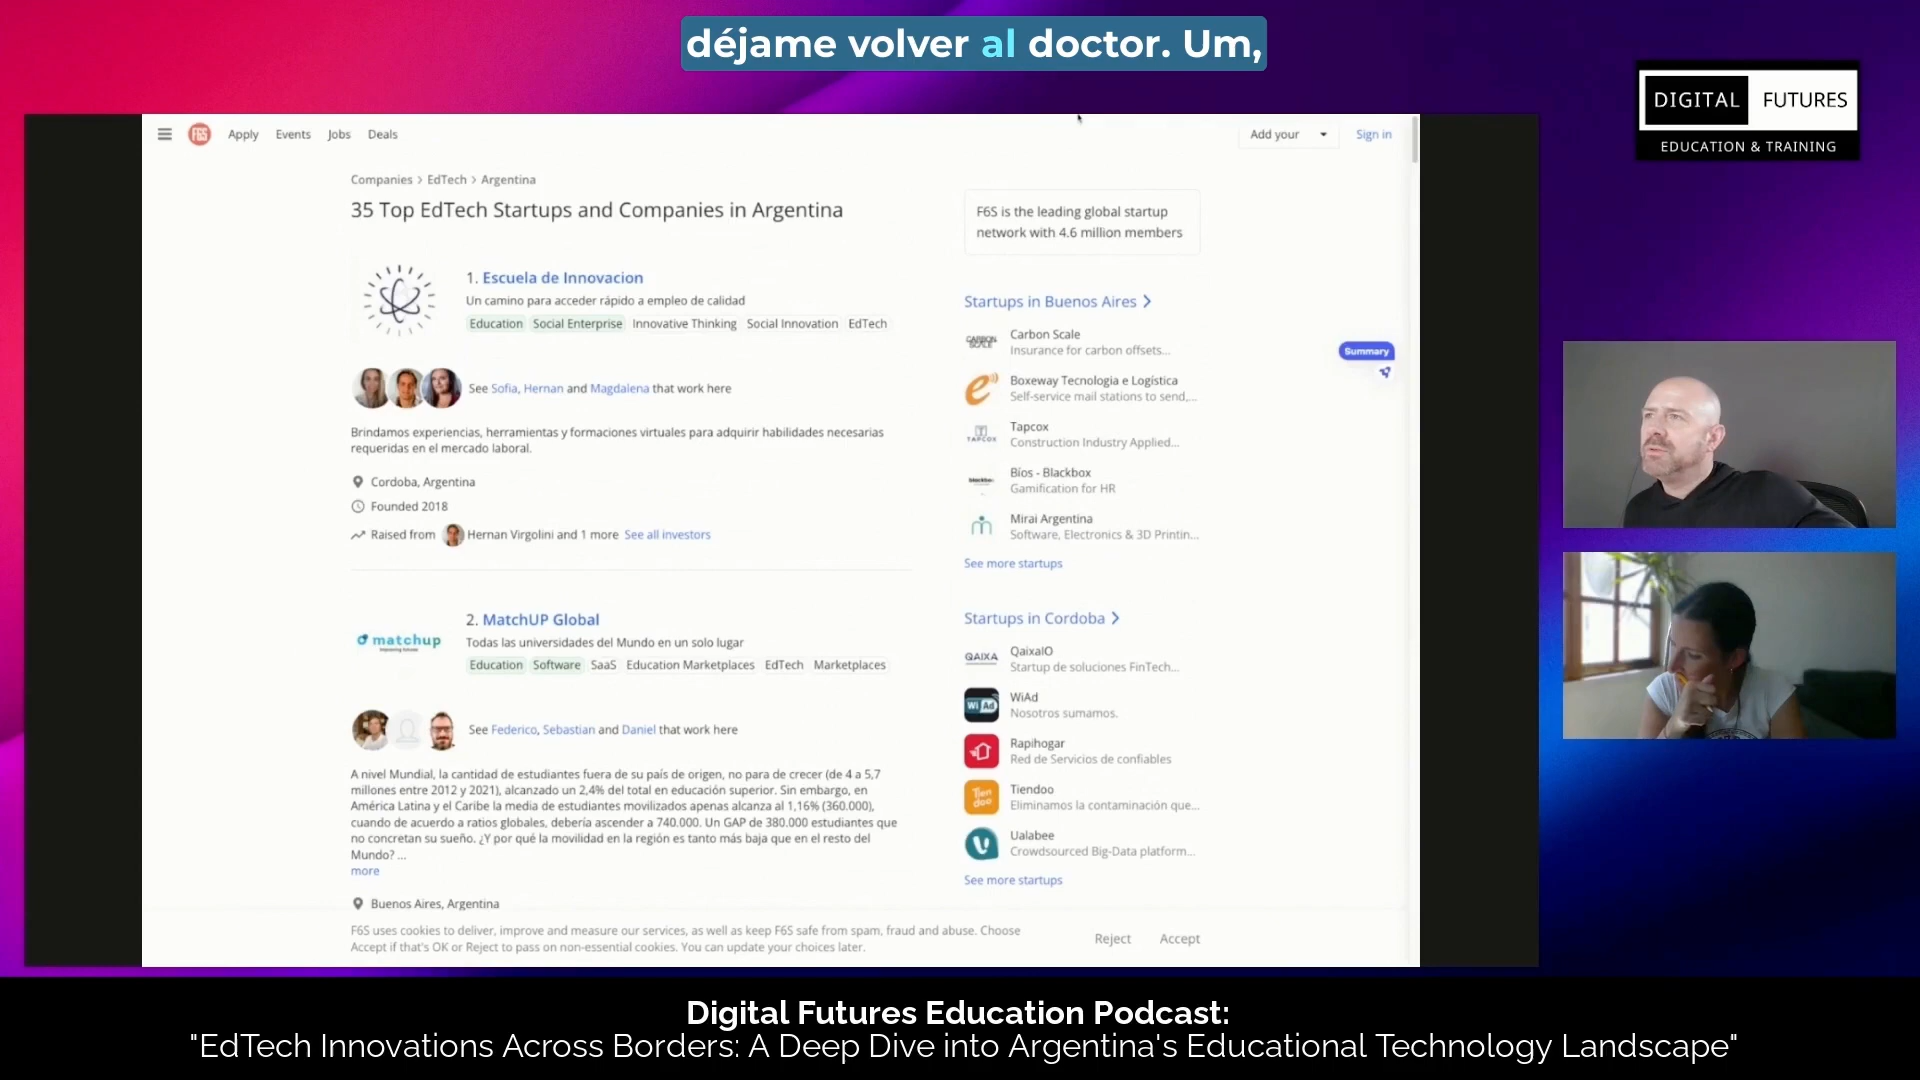 déjame volver al doctor. Um,
DIGITAL FUTURES
EDUCATION & TRAINING
F6S Apply Events Jobs Deals
Add your Sign in
Companies > EdTech > Argentina
35 Top EdTech Startups and Companies in Argentina
1. Escuela de Innovacion
Un camino para acceder rápido a empleo de calidad
Education Social Enterprise Innovative Thinking Social Innovation EdTech
See Sofia, Hernan and Magdalena that work here
Brindamos experiencias, herramientas y formaciones virtuales para adquirir habilidades necesarias
requeridas en el mercado laboral.
Cordoba, Argentina
Founded 2018
Raised from Hernan Virgolini and 1 more See all investors
matchup
2. MatchUP Global
Todas las universidades del Mundo en un solo lugar
Education Software SaaS Education Marketplaces EdTech Marketplaces
See Federico, Sebastian and Daniel that work here
A nivel Mundial, la cantidad de estudiantes fuera de su país de origen, no para de crecer (de 4 a 5,7
millones entre 2012 y 2021), alcanzado un 2,4% del total en educación superior. Sin embargo, en
América Latina y el Caribe la media de estudiantes movilizados apenas alcanza al 1,16% (360.000),
cuando de acuerdo a ratios globales, debería ascender a 740.000. Un GAP de 380.000 estudiantes que
no concretan su sueño. ¿Y por qué la movilidad en la región es tanto más baja que en el resto del
Mundo? ...
more
Buenos Aires, Argentina
F6S is the leading global startup
network with 4.6 million members
Startups in Buenos Aires >
CARBON
SCALE
Carbon Scale
Insurance for carbon offsets...
Boxeway Tecnologia e Logística
Self-service mail stations to send,...
TAPCOX
Tapcox
Construction Industry Applied...
blackbox
Bíos - Blackbox
Gamification for HR
Mirai Argentina
Software, Electronics & 3D Printin...
See more startups
Startups in Cordoba >
QAIXA
QaixaIO
Startup de soluciones FinTech...
Wi Ad
WiAd
Nosotros sumamos.
Rapihogar
Red de Servicios de confiables
Tien
doo
Tiendoo
Eliminamos la contaminación que...
Ualabee
Crowdsourced Big-Data platform...
See more startups
Summary
F6S uses cookies to deliver, improve and measure our services, as well as keep F6S safe from spam, fraud and abuse. Choose
Accept if that's OK or Reject to pass on non-essential cookies. You can update your choices later.
Reject Accept
Digital Futures Education Podcast:
"EdTech Innovations Across Borders: A Deep Dive into Argentina's Educational Technology Landscape"